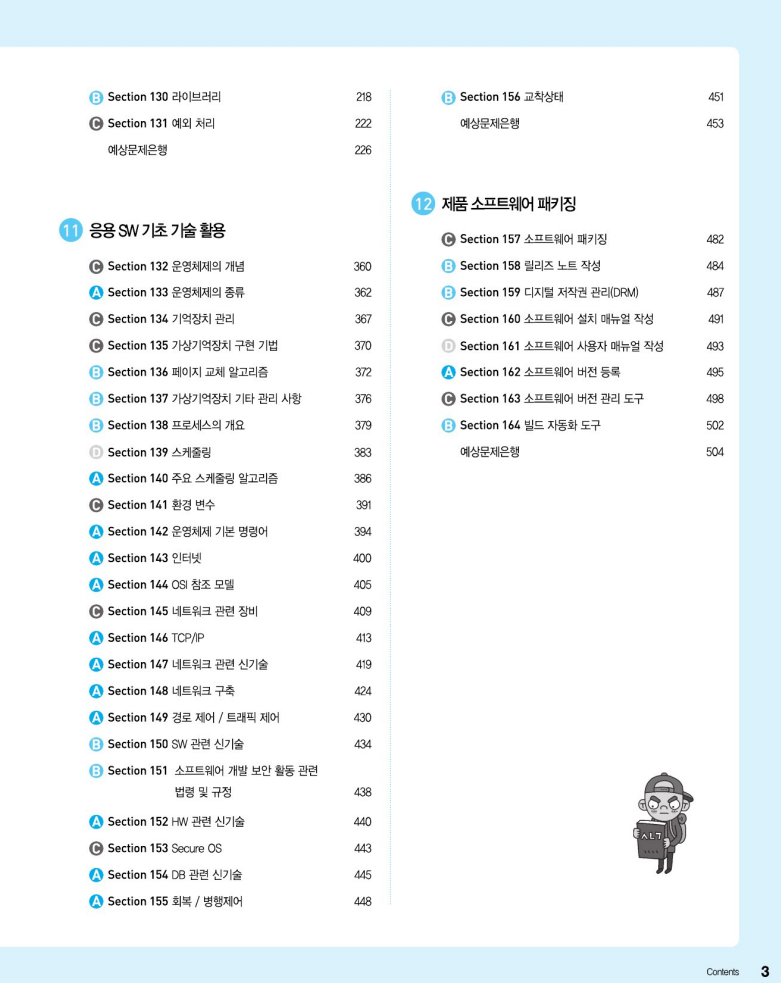 B Section 130 라이브러리 218
C Section 131 예외 처리 222
예상문제은행 226
11 응용 SW 기초 기술 활용
C Section 132 운영체제의 개념 360
A Section 133 운영체제의 종류 362
C Section 134 기억장치 관리 367
C Section 135 가상기억장치 구현 기법 370
B Section 136 페이지 교체 알고리즘 372
B Section 137 가상기억장치 기타 관리 사항 376
B Section 138 프로세스의 개요 379
D Section 139 스케줄링 383
A Section 140 주요 스케줄링 알고리즘 386
C Section 141 환경 변수 391
A Section 142 운영체제 기본 명령어 394
A Section 143 인터넷 400
A Section 144 OSI 참조 모델 405
C Section 145 네트워크 관련 장비 409
A Section 146 TCP/IP 413
A Section 147 네트워크 관련 신기술 419
A Section 148 네트워크 구축 424
A Section 149 경로 제어 / 트래픽 제어 430
B Section 150 SW 관련 신기술 434
B Section 151 소프트웨어 개발 보안 활동 관련
법령 및 규정 438
A Section 152 HW 관련 신기술 440
C Section 153 Secure OS 443
A Section 154 DB 관련 신기술 445
A Section 155 회복 / 병행제어 448
B Section 156 교착상태 451
예상문제은행 453
12 제품 소프트웨어 패키징
C Section 157 소프트웨어 패키징 482
B Section 158 릴리즈 노트 작성 484
B Section 159 디지털 저작권 관리(DRM) 487
C Section 160 소프트웨어 설치 매뉴얼 작성 491
D Section 161 소프트웨어 사용자 매뉴얼 작성 493
A Section 162 소프트웨어 버전 등록 495
C Section 163 소프트웨어 버전 관리 도구 498
B Section 164 빌드 자동화 도구 502
예상문제은행 504
Contents 3